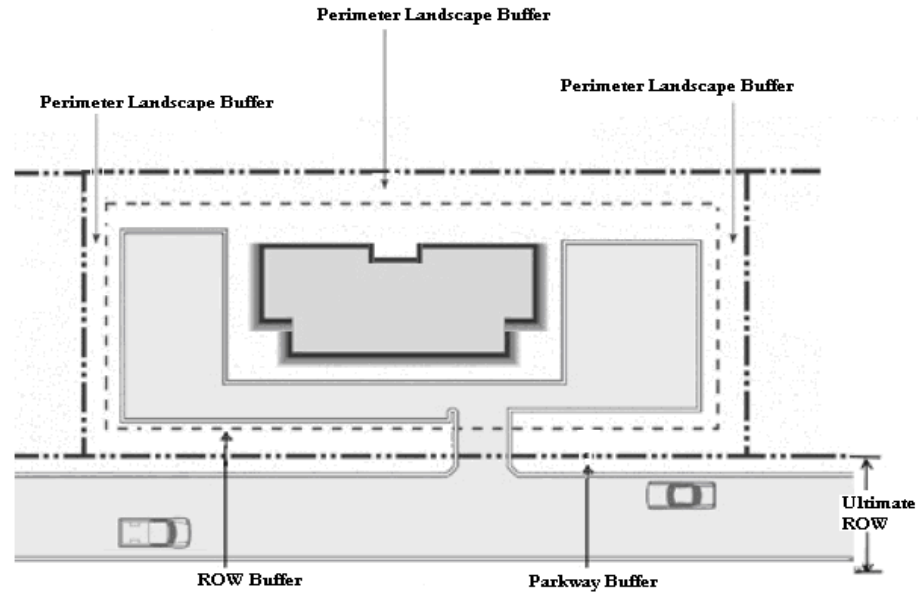 Perimeter Landscape Buffer
Perimeter Landscape Buffer
Perimeter Landscape Buffer
Ultimate
ROW
ROW Buffer
Parkway Buffer